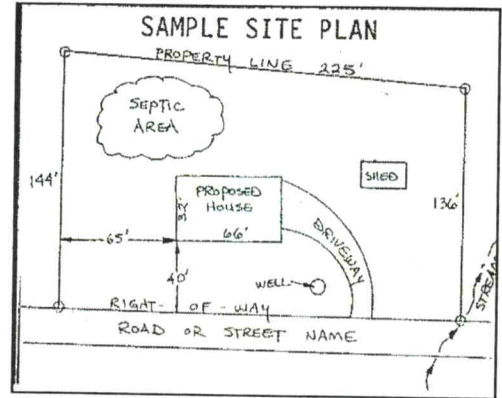 SAMPLE SITE PLAN
PROPERTY LINE 225'
SEPTIC
AREA
144'
SHED
PROPOSED
HOUSE
32'
66'
136'
65'
DRIVEWAY
40'
WELL
STREAM
RIGHT-OF-WAY
ROAD OR STREET NAME